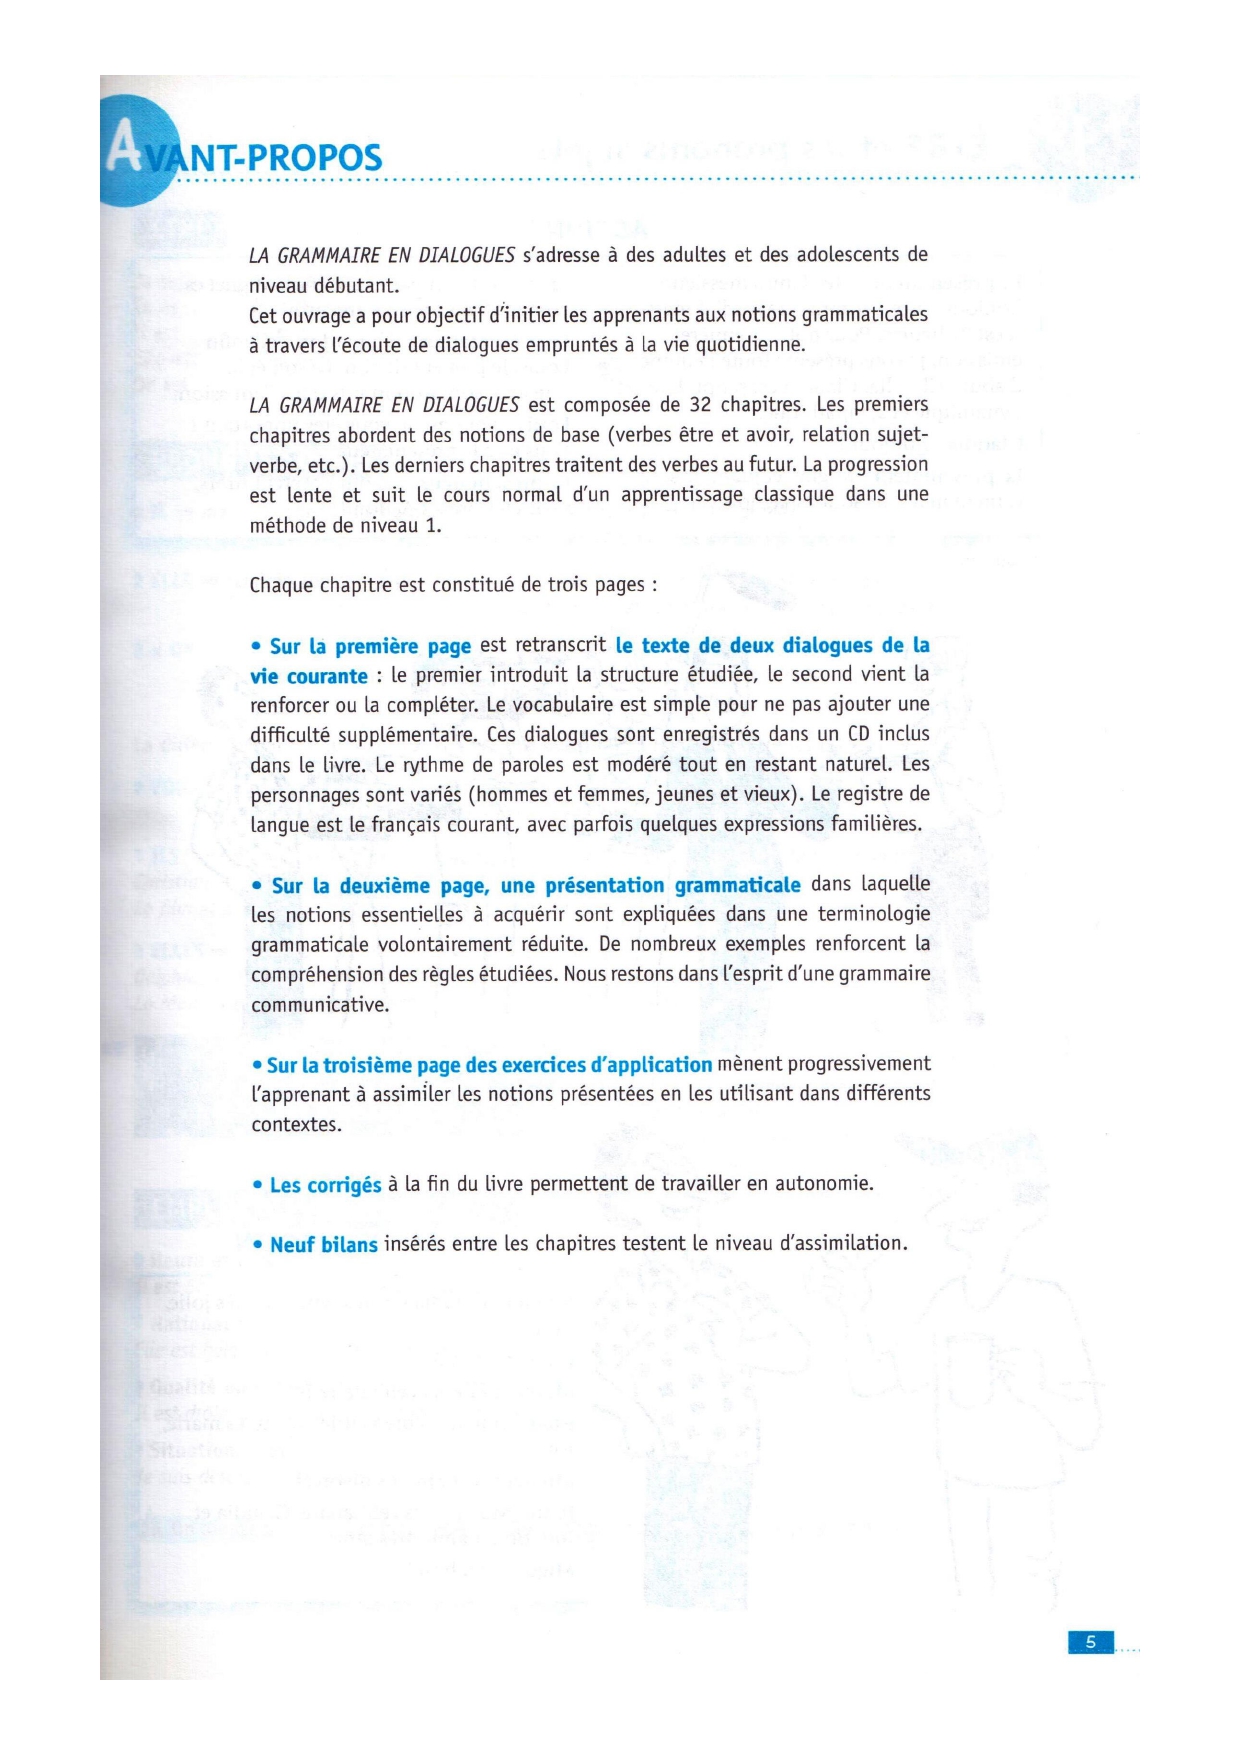 AVANT-PROPOS
LA GRAMMAIRE EN DIALOGUES s'adresse à des adultes et des adolescents de
niveau débutant.
Cet ouvrage a pour objectif d'initier les apprenants aux notions grammaticales
à travers l'écoute de dialogues empruntés à la vie quotidienne.
LA GRAMMAIRE EN DIALOGUES est composée de 32 chapitres. Les premiers
chapitres abordent des notions de base (verbes être et avoir, relation sujet-
verbe, etc.). Les derniers chapitres traitent des verbes au futur. La progression
est lente et suit le cours normal d'un apprentissage classique dans une
méthode de niveau 1.
Chaque chapitre est constitué de trois pages :
• Sur la première page est retranscrit le texte de deux dialogues de la
vie courante : le premier introduit la structure étudiée, le second vient la
renforcer ou la compléter. Le vocabulaire est simple pour ne pas ajouter une
difficulté supplémentaire. Ces dialogues sont enregistrés dans un CD inclus
dans le livre. Le rythme de paroles est modéré tout en restant naturel. Les
personnages sont variés (hommes et femmes, jeunes et vieux). Le registre de
langue est le français courant, avec parfois quelques expressions familières.
• Sur la deuxième page, une présentation grammaticale dans laquelle
les notions essentielles à acquérir sont expliquées dans une terminologie
grammaticale volontairement réduite. De nombreux exemples renforcent la
compréhension des règles étudiées. Nous restons dans l'esprit d'une grammaire
communicative.
• Sur la troisième page des exercices d'application mènent progressivement
l'apprenant à assimiler les notions présentées en les utilisant dans différents
contextes.
• Les corrigés à la fin du livre permettent de travailler en autonomie.
• Neuf bilans insérés entre les chapitres testent le niveau d'assimilation.
5